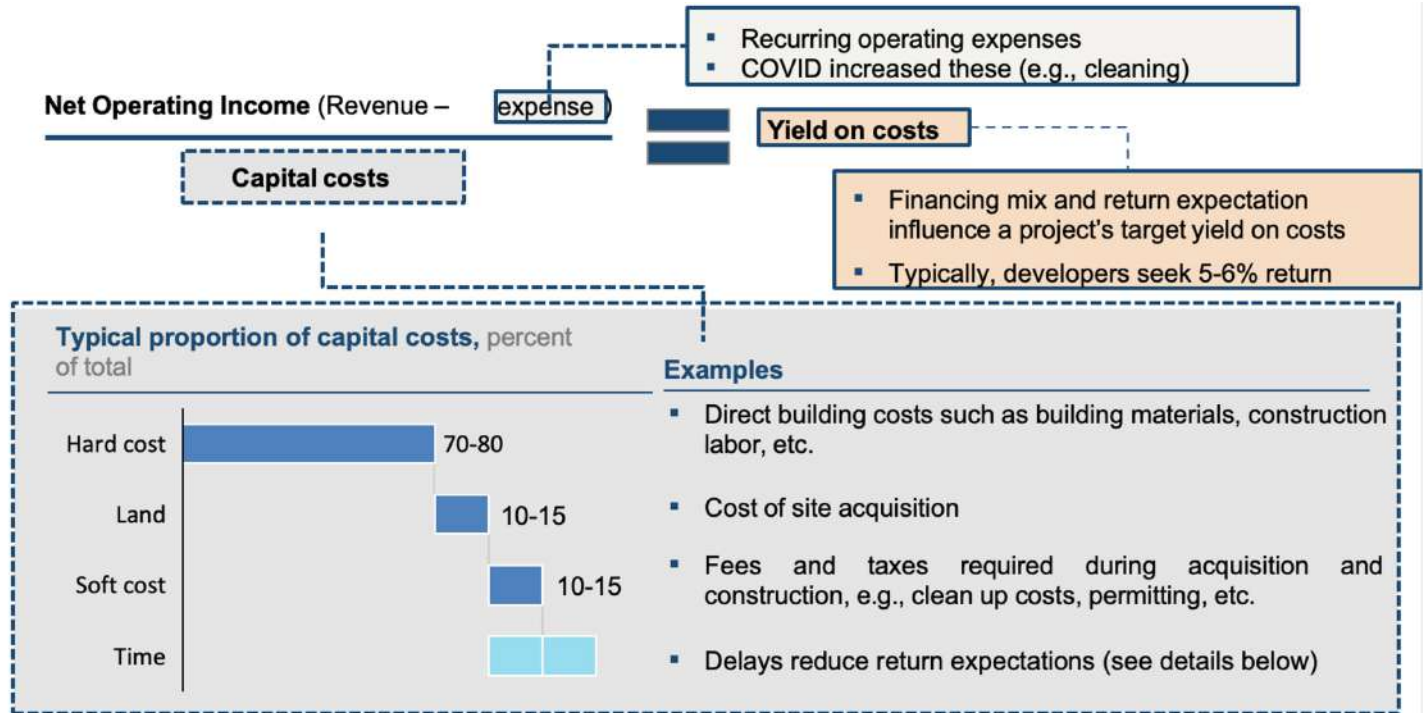 ▪ Recurring operating expenses
▪ COVID increased these (e.g., cleaning)
Net Operating Income (Revenue – expense )
Capital costs
Yield on costs
▪ Financing mix and return expectation
influence a project's target yield on costs
▪ Typically, developers seek 5-6% return
Typical proportion of capital costs, percent
of total
Hard cost
70-80
Land
10-15
Soft cost
10-15
Time
Examples
▪ Direct building costs such as building materials, construction
labor, etc.
▪ Cost of site acquisition
▪ Fees and taxes required during acquisition and
construction, e.g., clean up costs, permitting, etc.
▪ Delays reduce return expectations (see details below)